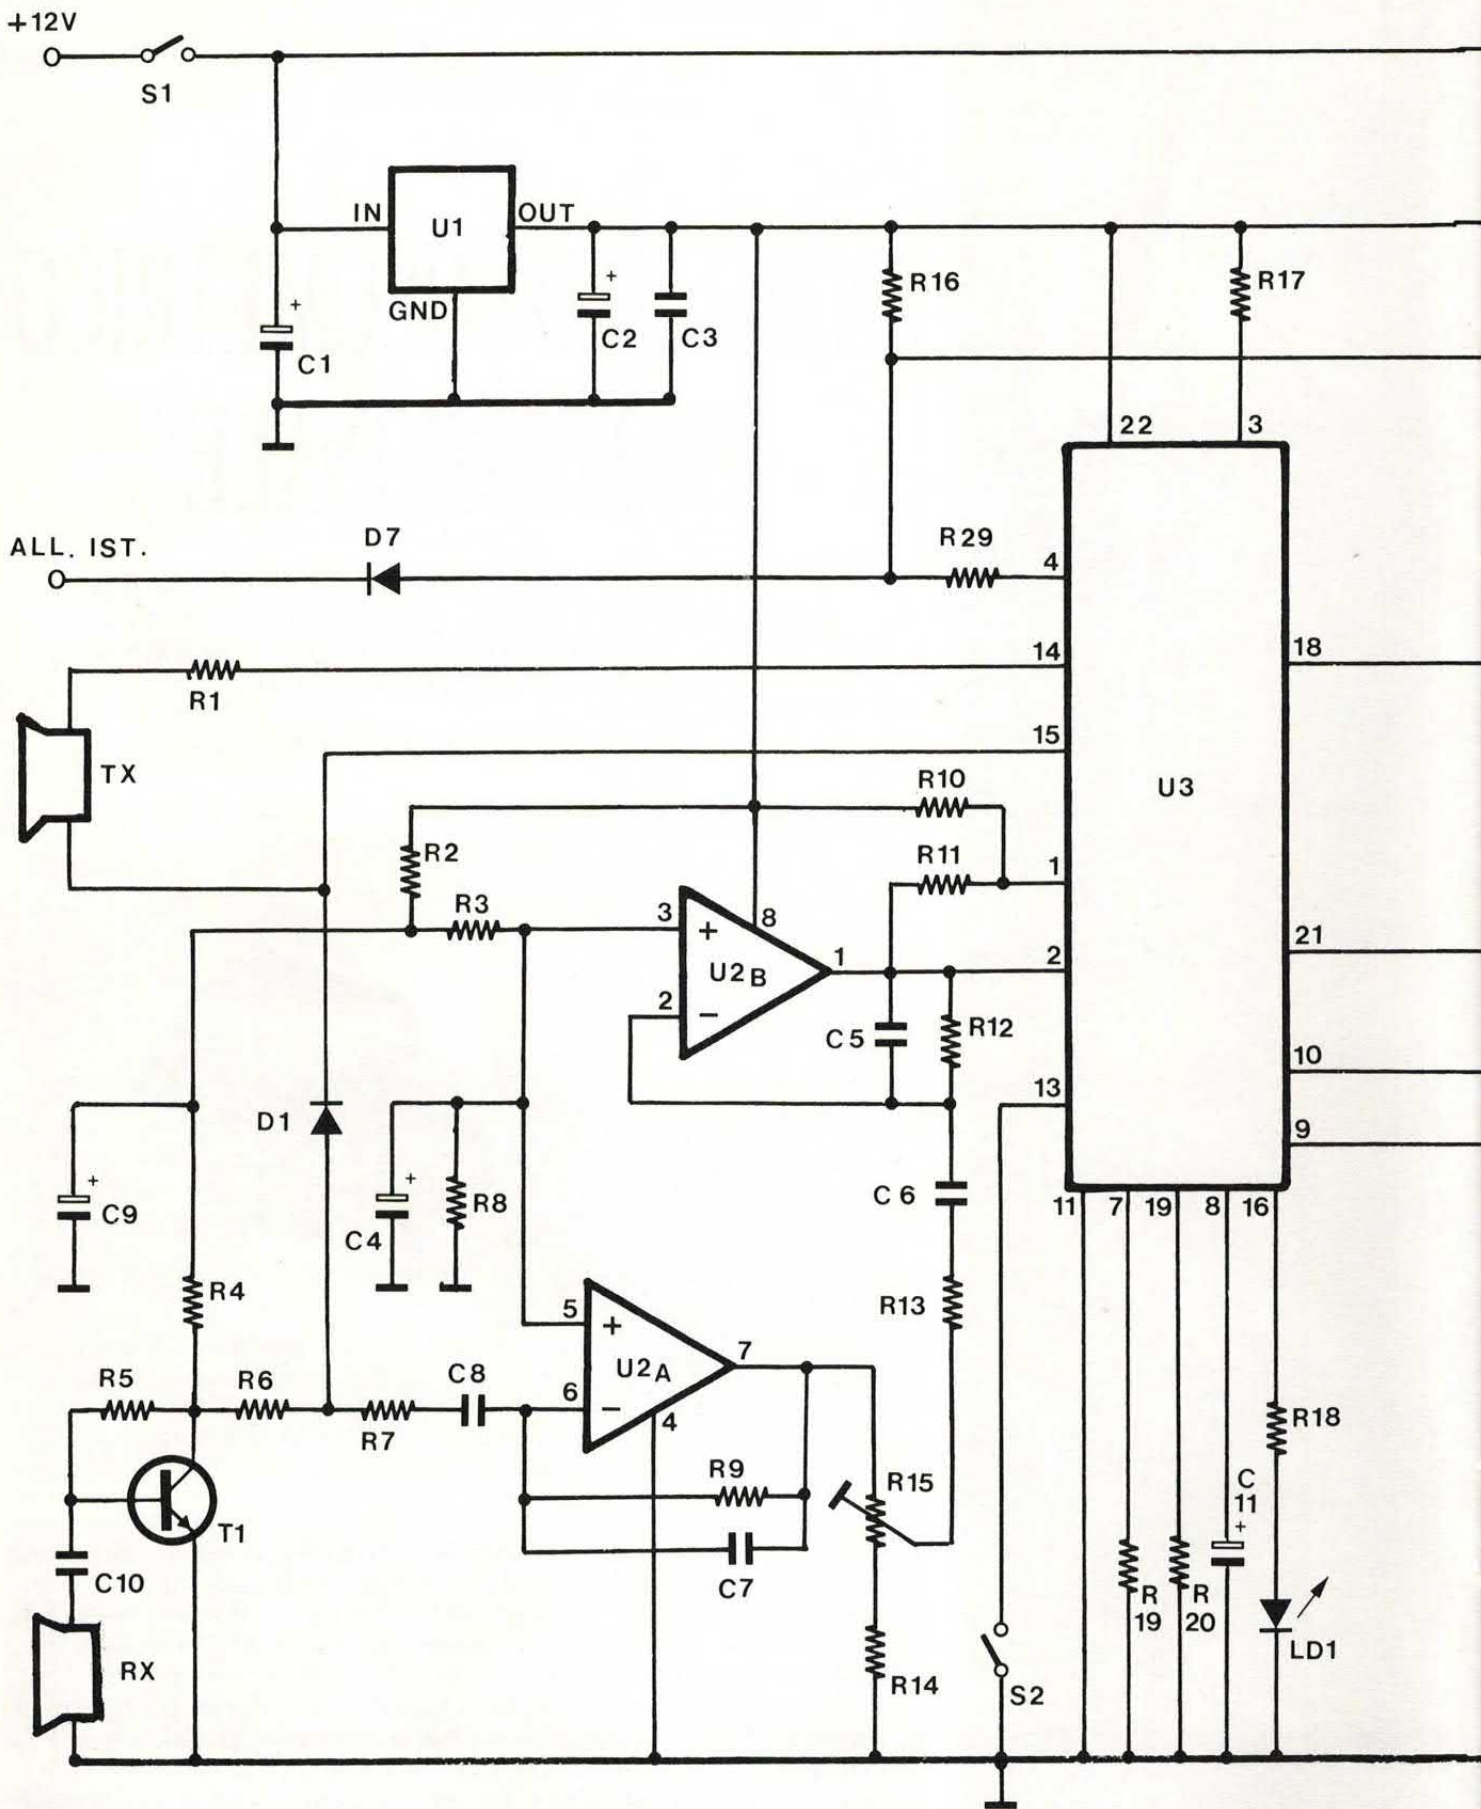 +12V
S1
IN
U1
OUT
GND
+
C1
+
C2
C3
R16
R17
22
3
ALL. IST.
D7
R29
4
R1
14
18
TX
15
U3
R10
R2
R11
1
R3
3
+
8
U2B
1
2
21
2
−
C5
R12
10
13
D1
9
+
C9
+
C4
R8
C6
11
7
19
8
16
R4
R13
5
+
U2A
7
R5
R6
C8
6
−
4
R7
R18
R9
R15
C
11
+
T1
C10
C7
R
19
R
20
LD1
RX
R14
S2